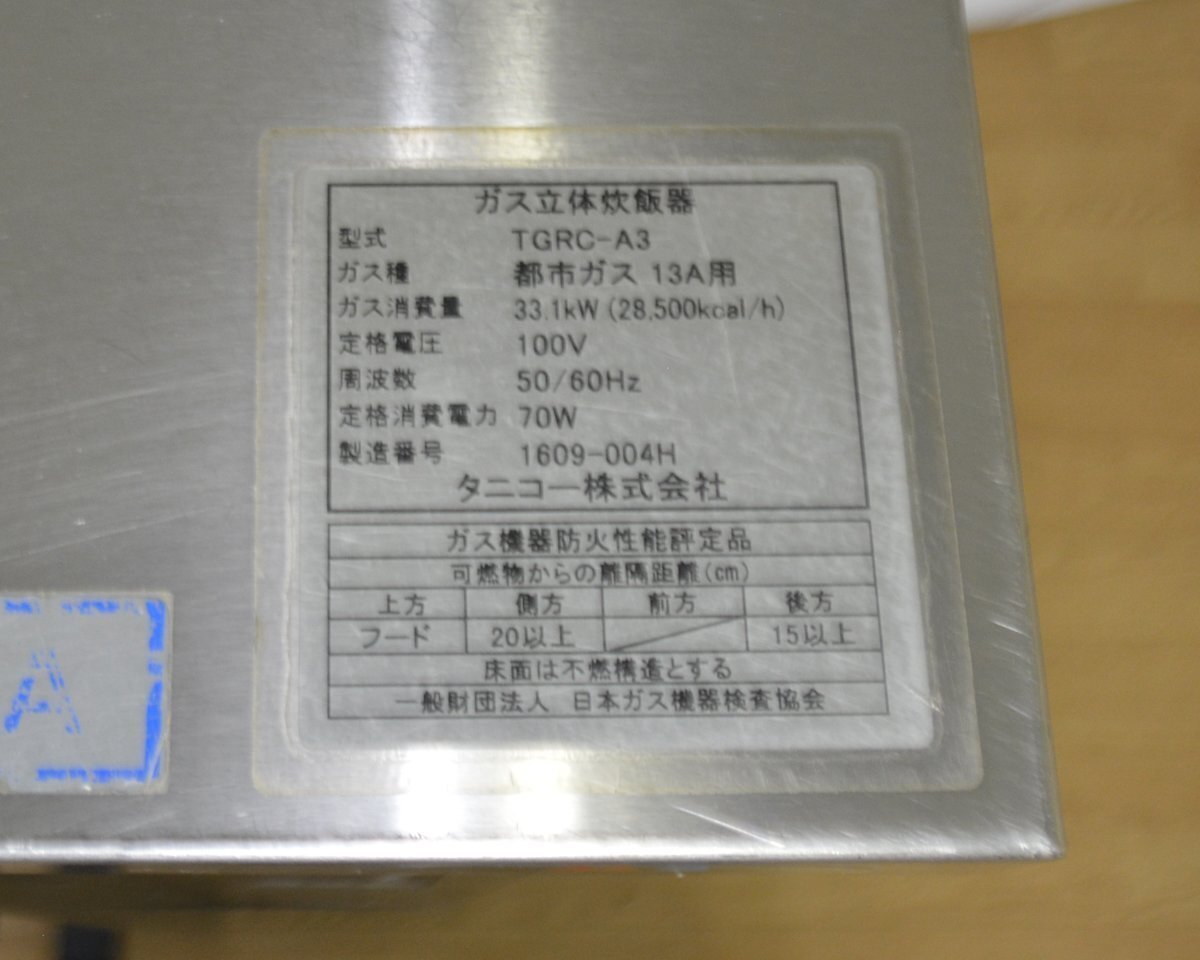 ガス立体炊飯器
型式 TGRC-A3
ガス種 都市ガス 13A用
ガス消費量 33.1kW (28,500kcal/h)
定格電圧 100V
周波数 50/60Hz
定格消費電力 70W
製造番号 1609-004H
タニコー株式会社
ガス機器防火性能評定品
可燃物からの離隔距離(cm)
上方 側方 前方 後方
フード 20以上 15以上
床面は不燃構造とする
一般財団法人 日本ガス機器検査協会